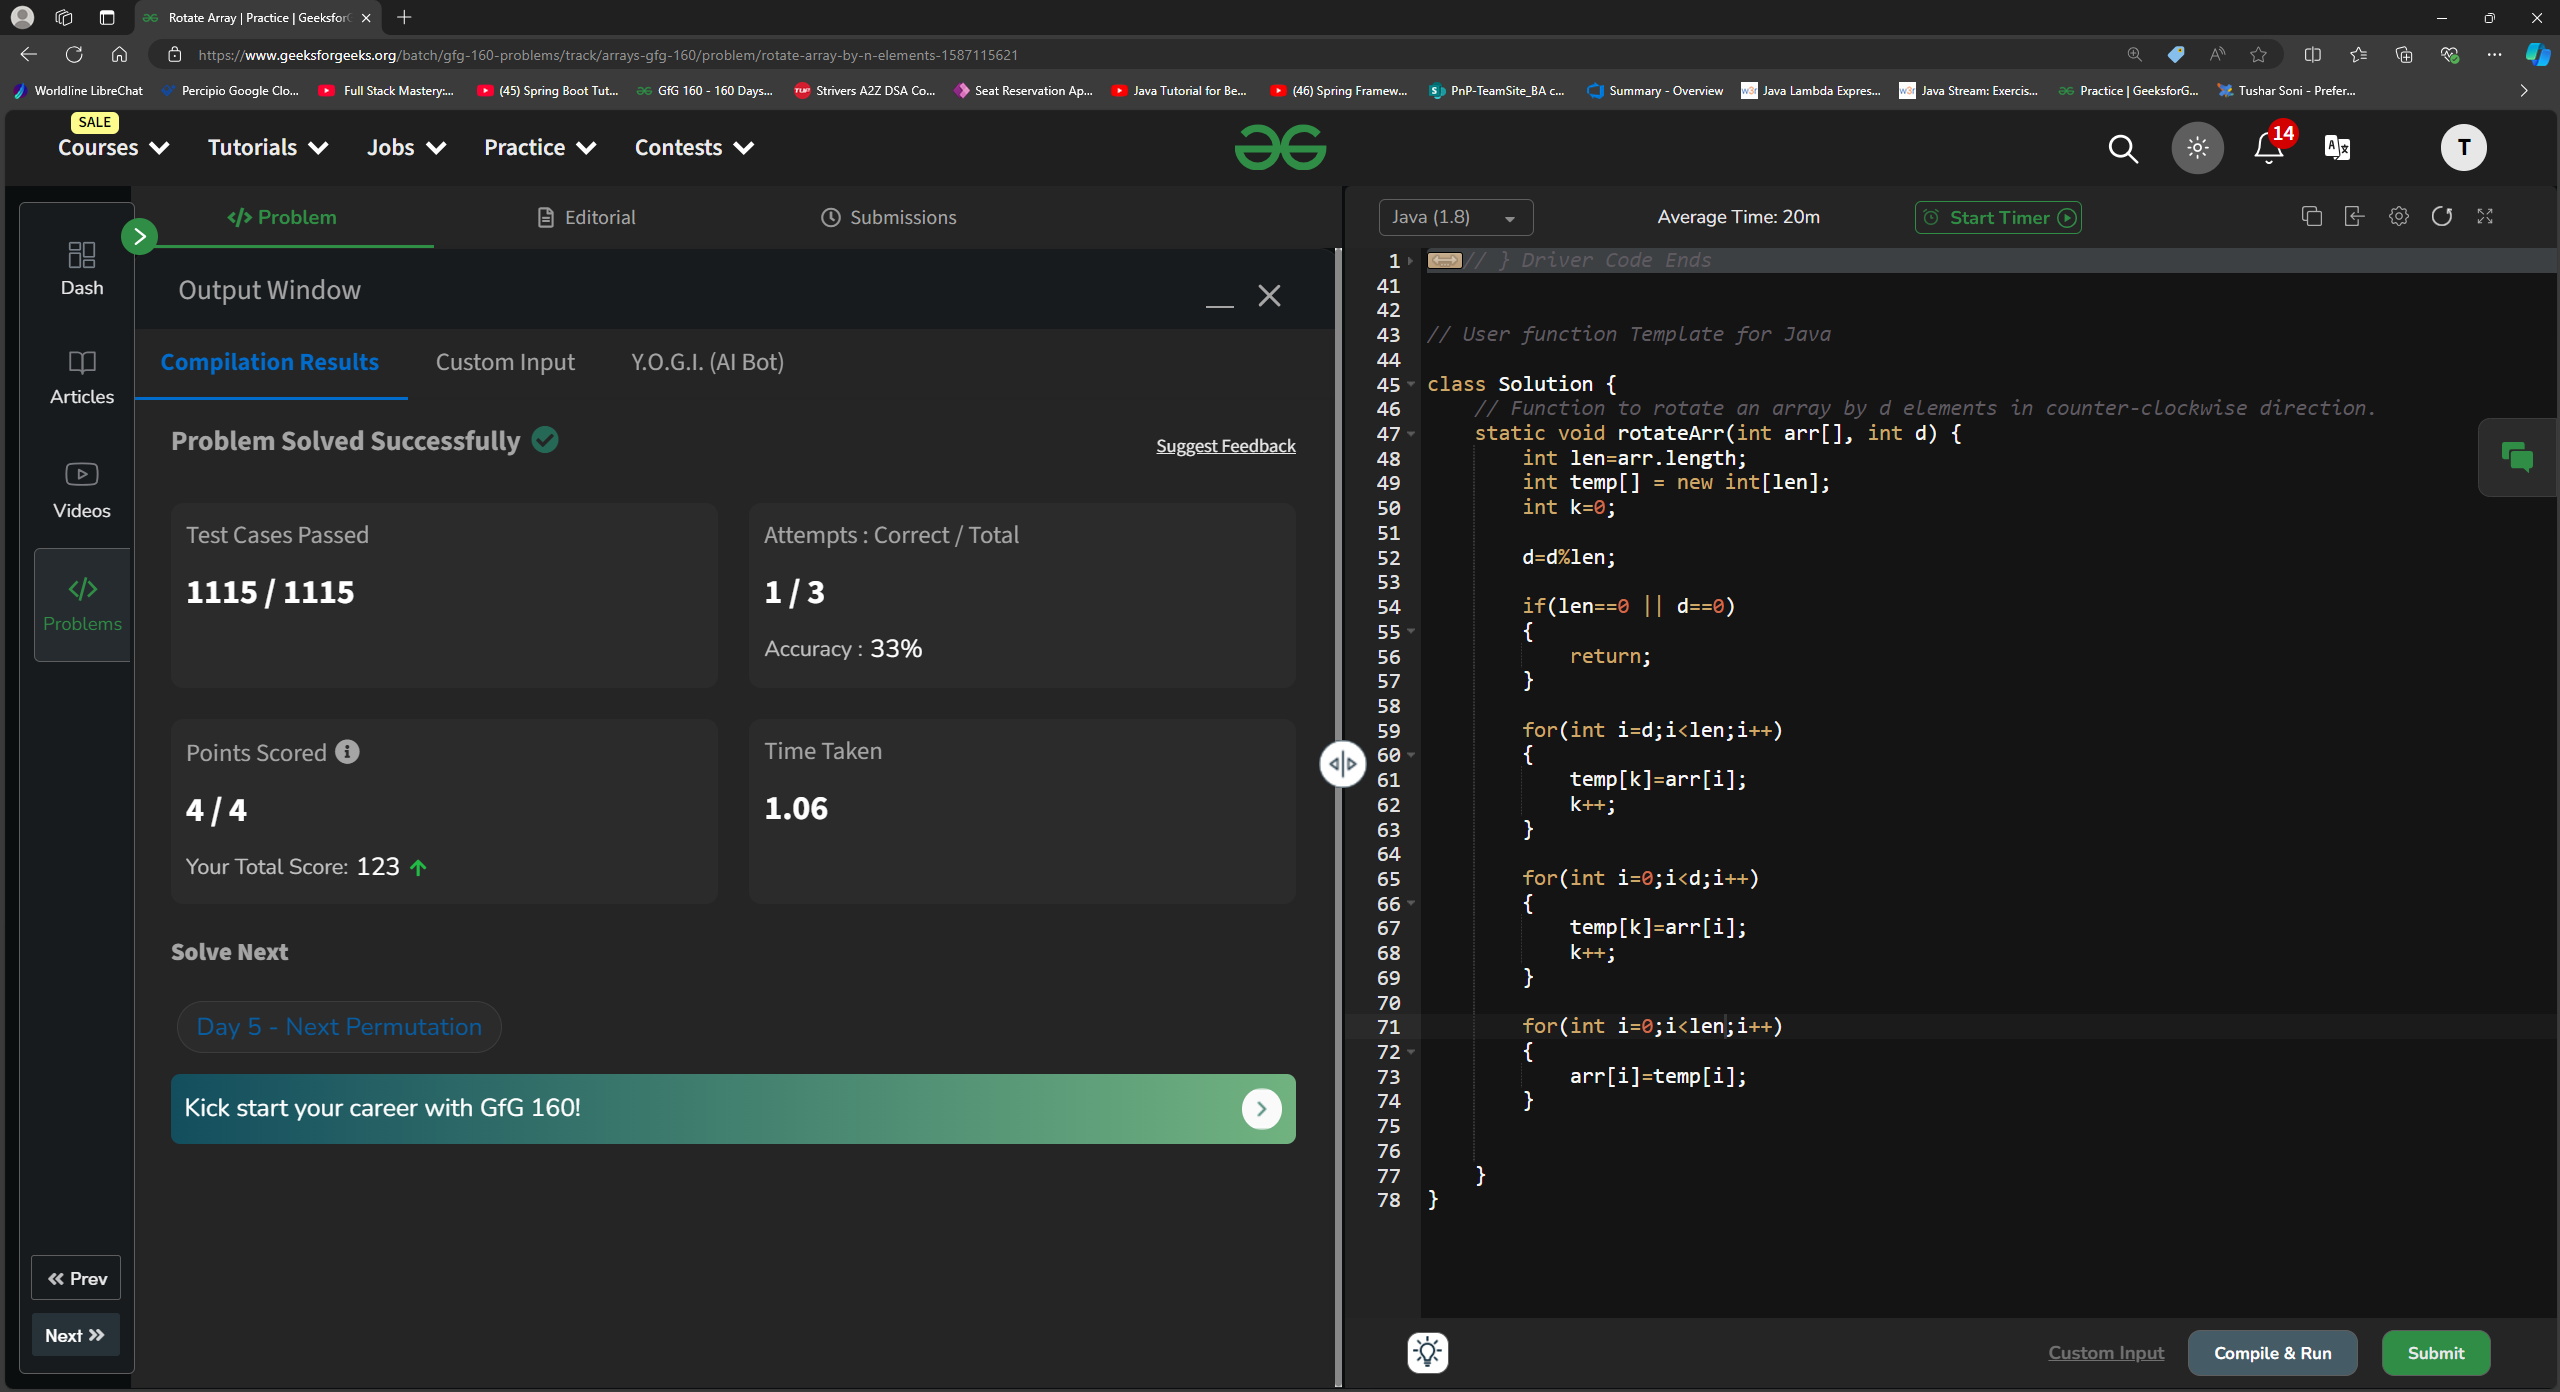 Rotate Array | Practice | Geeksfor
https://www.geeksforgeeks.org/batch/gfg-160-problems/track/arrays-gfg-160/problem/rotate-array-by-n-elements-1587115621
Worldline LibreChat Percipio Google Clo... Full Stack Mastery:... (45) Spring Boot Tut... GfG 160 - 160 Days... Strivers A2Z DSA Co... Seat Reservation Ap... Java Tutorial for Be... (46) Spring Framew... PnP-TeamSite_BA c... Summary - Overview Java Lambda Expres... Java Stream: Exercis... Practice | GeeksforG... Tushar Soni - Prefer...
SALE
Courses Tutorials Jobs Practice Contests 14 T
Dash
Articles
Videos
Problems
« Prev
Next »
Problem Editorial Submissions
Output Window
Compilation Results Custom Input Y.O.G.I. (AI Bot)
Problem Solved Successfully
Suggest Feedback
Test Cases Passed
1115 / 1115
Attempts : Correct / Total
1 / 3
Accuracy : 33%
Points Scored
4 / 4
Your Total Score: 123
Time Taken
1.06
Solve Next
Day 5 - Next Permutation
Kick start your career with GfG 160!
Java (1.8) Average Time: 20m Start Timer
1 // } Driver Code Ends
41
42
43 // User function Template for Java
44
45 class Solution {
46 // Function to rotate an array by d elements in counter-clockwise direction.
47 static void rotateArr(int arr[], int d) {
48 int len=arr.length;
49 int temp[] = new int[len];
50 int k=0;
51
52 d=d%len;
53
54 if(len==0 || d==0)
55 {
56 return;
57 }
58
59 for(int i=d;i<len;i++)
60 {
61 temp[k]=arr[i];
62 k++;
63 }
64
65 for(int i=0;i<d;i++)
66 {
67 temp[k]=arr[i];
68 k++;
69 }
70
71 for(int i=0;i<len;i++)
72 {
73 arr[i]=temp[i];
74 }
75
76
77 }
78 }
Custom Input Compile & Run Submit